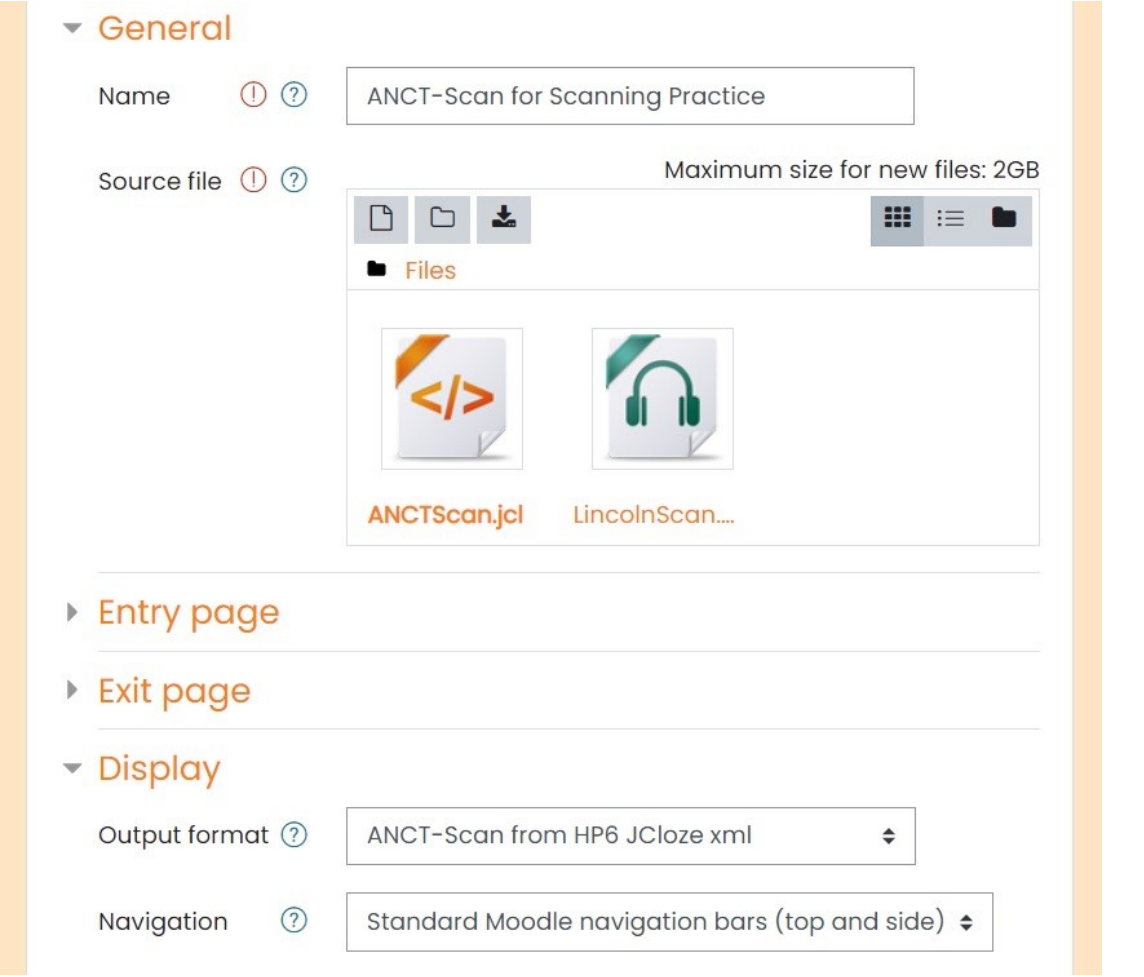 General
Name
ANCT-Scan for Scanning Practice
Source file
Maximum size for new files: 2GB
Files
</>
ANCTScan.jcl LincolnScan....
Entry page
Exit page
Display
Output format
ANCT-Scan from HP6 JCloze xml
Navigation
Standard Moodle navigation bars (top and side)